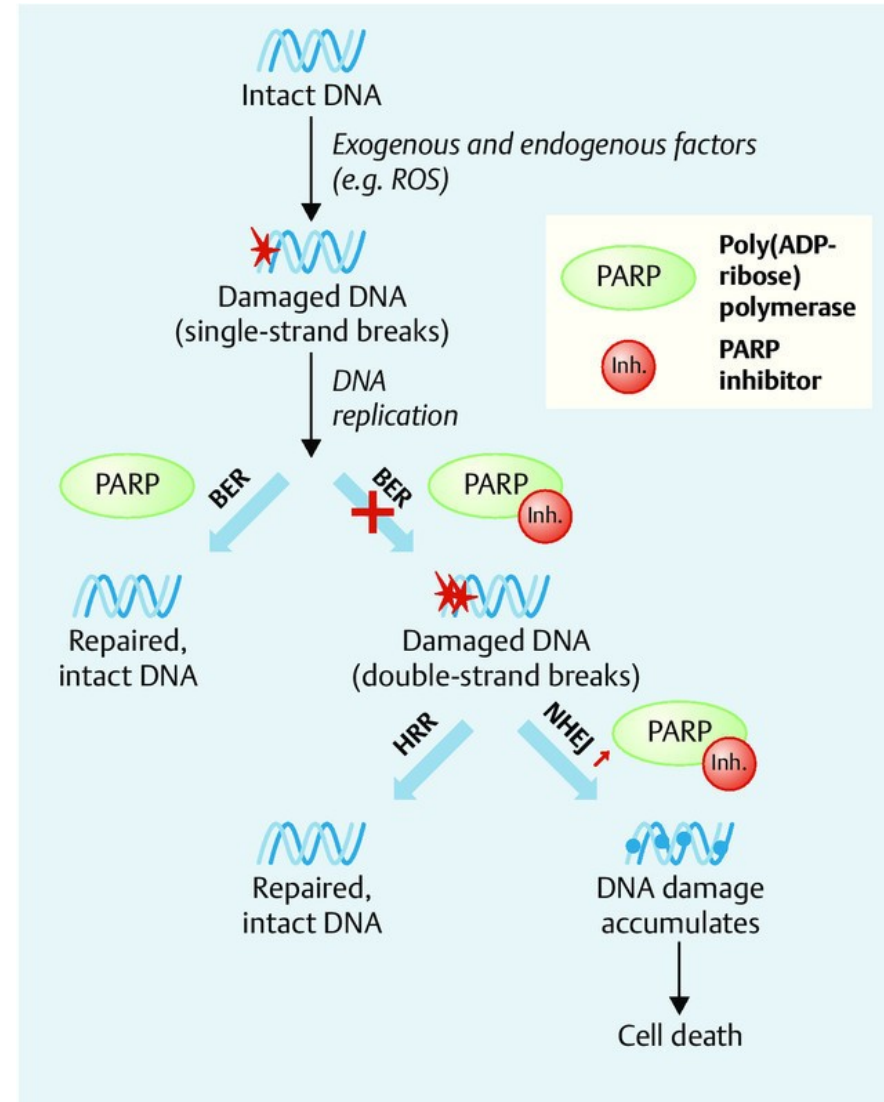 Intact DNA
Exogenous and endogenous factors
(e.g. ROS)
Damaged DNA
(single-strand breaks)
PARP
Poly(ADP-
ribose)
polymerase
Inh.
PARP
inhibitor
DNA
replication
PARP
BER
BER
PARP
Inh.
Repaired,
intact DNA
Damaged DNA
(double-strand breaks)
HRR
NHEJ
PARP
Inh.
Repaired,
intact DNA
DNA damage
accumulates
Cell death